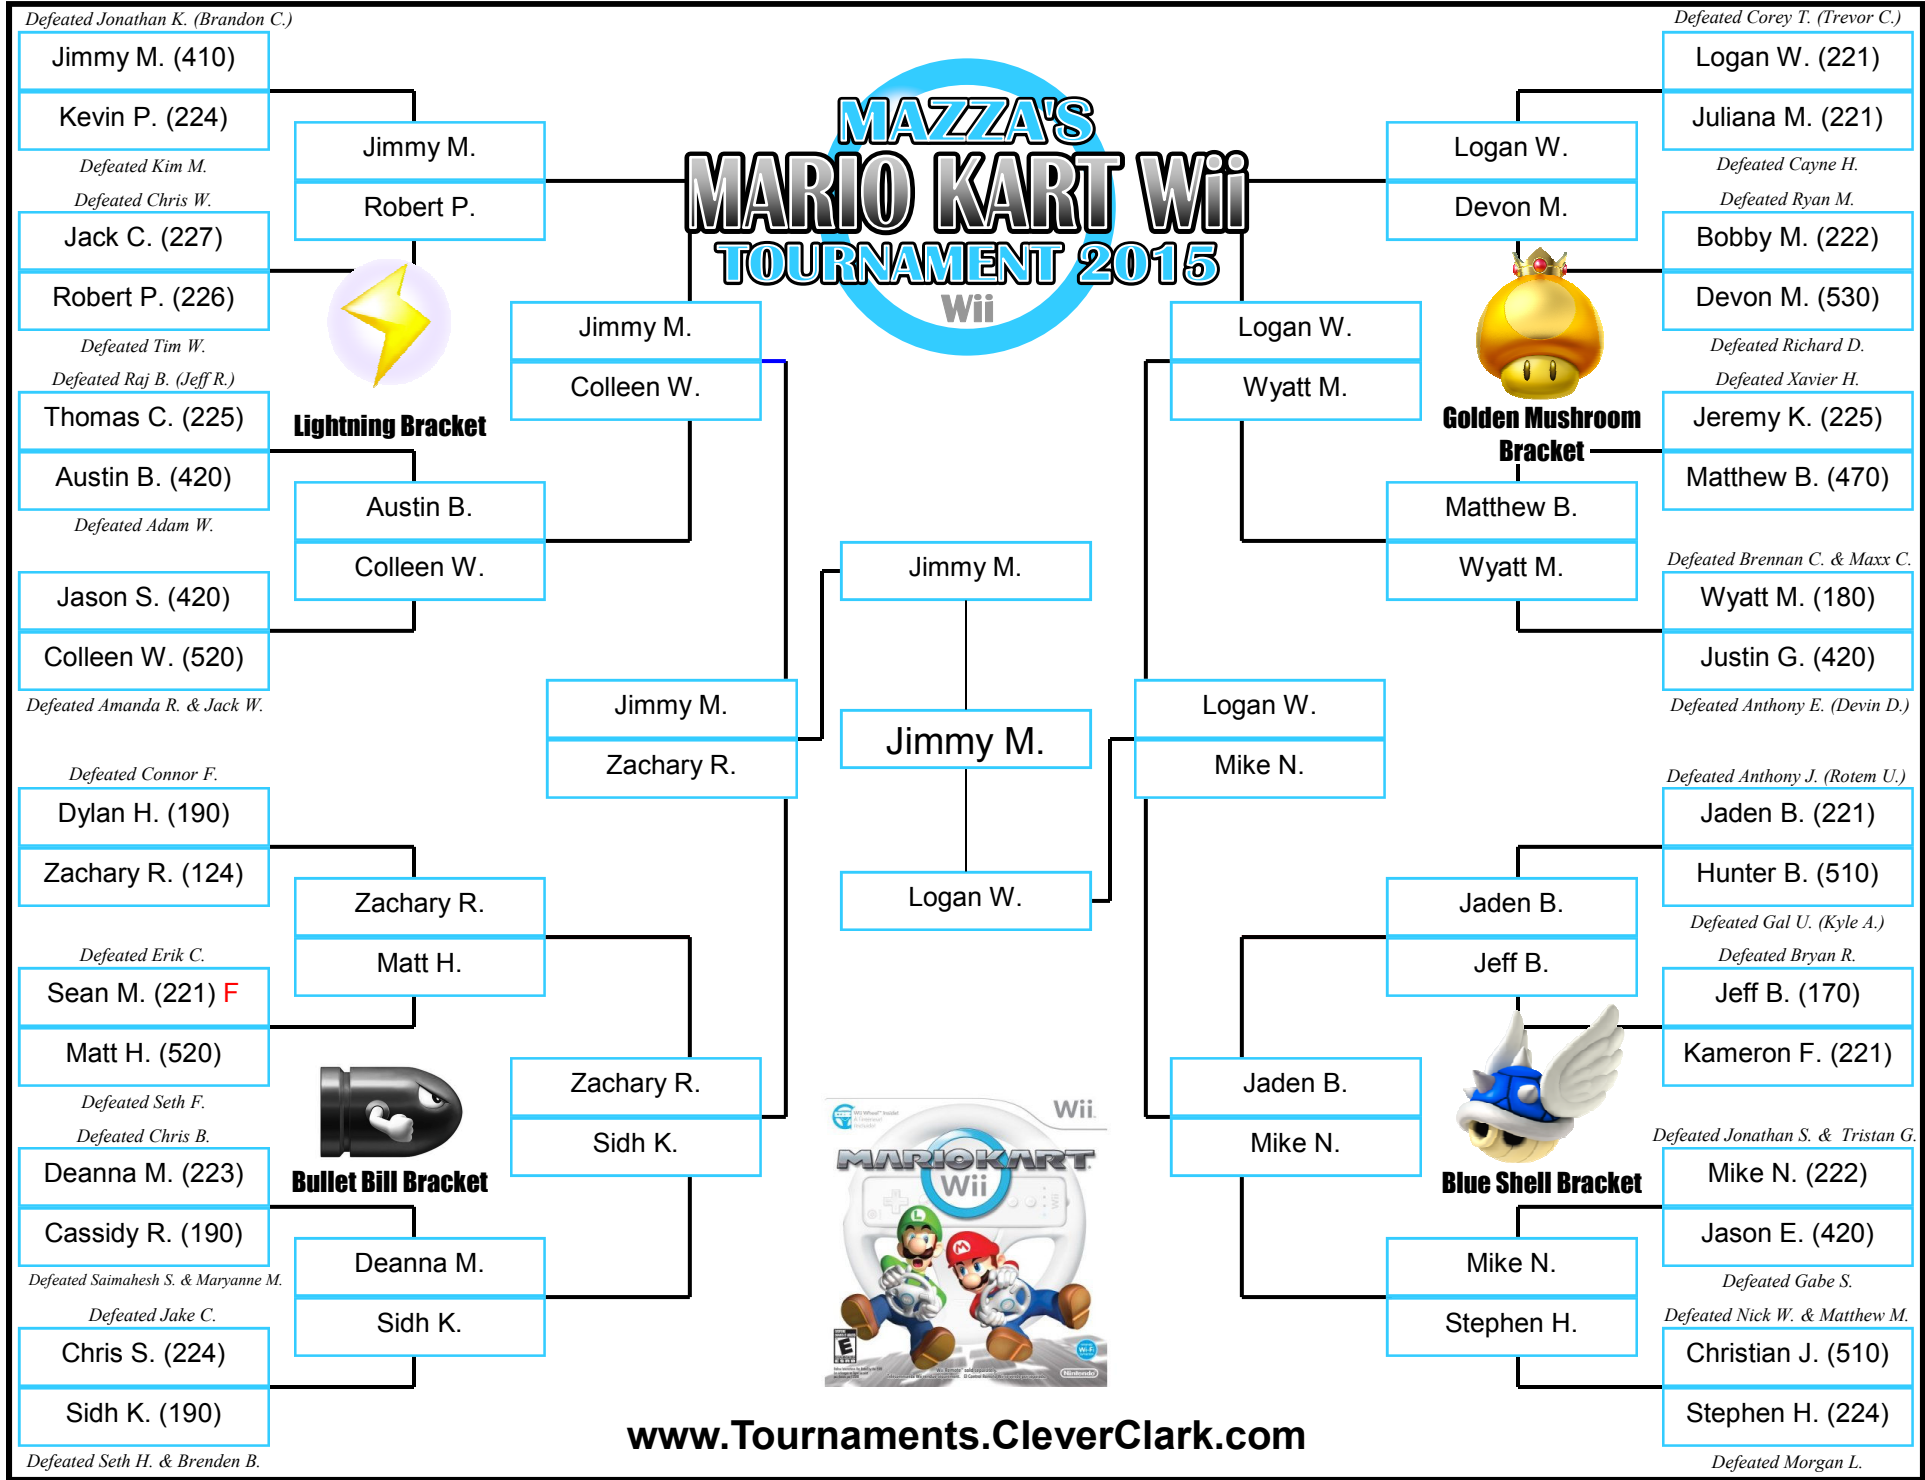 Defeated Jonathan K. (Brandon C.)
Jimmy M. (410)
Kevin P. (224)
Defeated Kim M.
Defeated Chris W.
Jack C. (227)
Robert P. (226)
Defeated Tim W.
Defeated Raj B. (Jeff R.)
Thomas C. (225)
Austin B. (420)
Defeated Adam W.
Jason S. (420)
Colleen W. (520)
Defeated Amanda R. & Jack W.
Defeated Connor F.
Dylan H. (190)
Zachary R. (124)
Defeated Erik C.
Sean M. (221) F
Matt H. (520)
Defeated Seth F.
Defeated Chris B.
Deanna M. (223)
Cassidy R. (190)
Defeated Saimahesh S. & Maryanne M.
Defeated Jake C.
Chris S. (224)
Sidh K. (190)
Defeated Seth H. & Brenden B.
Jimmy M.
Robert P.
Lightning Bracket
Austin B.
Colleen W.
Zachary R.
Matt H.
Bullet Bill Bracket
Deanna M.
Sidh K.
Jimmy M.
Colleen W.
Zachary R.
Sidh K.
Jimmy M.
Zachary R.
MAZZA'S
MARIO KART Wii
TOURNAMENT 2015
Wii
Jimmy M.
Jimmy M.
Logan W.
Wii
MARIOKART
Wii
E
Wi-Fi
Nintendo
www.Tournaments.CleverClark.com
Logan W.
Mike N.
Logan W.
Wyatt M.
Jaden B.
Mike N.
Logan W.
Devon M.
Golden Mushroom
Bracket
Matthew B.
Wyatt M.
Jaden B.
Jeff B.
Blue Shell Bracket
Mike N.
Stephen H.
Defeated Corey T. (Trevor C.)
Logan W. (221)
Juliana M. (221)
Defeated Cayne H.
Defeated Ryan M.
Bobby M. (222)
Devon M. (530)
Defeated Richard D.
Defeated Xavier H.
Jeremy K. (225)
Matthew B. (470)
Defeated Brennan C. & Maxx C.
Wyatt M. (180)
Justin G. (420)
Defeated Anthony E. (Devin D.)
Defeated Anthony J. (Rotem U.)
Jaden B. (221)
Hunter B. (510)
Defeated Gal U. (Kyle A.)
Defeated Bryan R.
Jeff B. (170)
Kameron F. (221)
Defeated Jonathan S. & Tristan G.
Mike N. (222)
Jason E. (420)
Defeated Gabe S.
Defeated Nick W. & Matthew M.
Christian J. (510)
Stephen H. (224)
Defeated Morgan L.